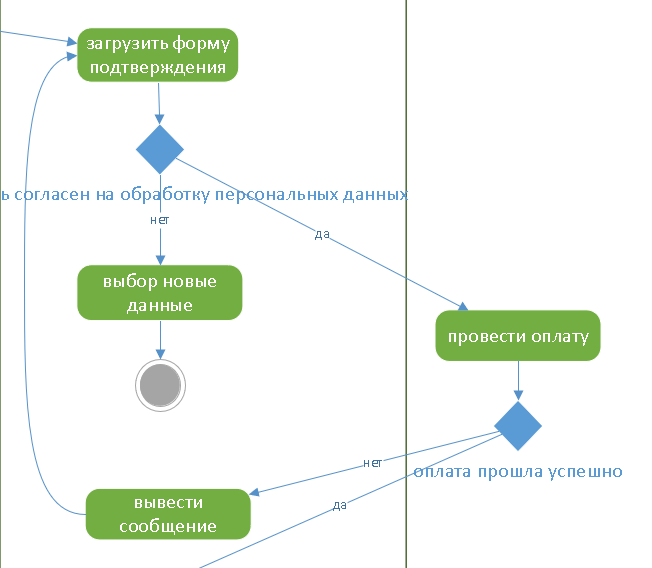 загрузить форму
подтверждения
ь согласен на обработку персональных данных
нет
да
выбор новые
данные
провести оплату
нет
оплата прошла успешно
вывести
сообщение
да